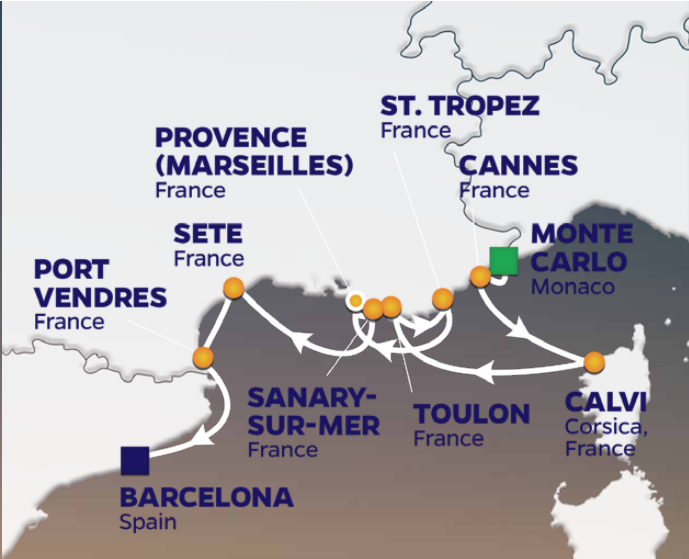 ST. TROPEZ
France
PROVENCE
(MARSEILLES)
France
CANNES
France
SETE
France
MONTE
CARLO
Monaco
PORT
VENDRES
France
SANARY-
SUR-MER
France
TOULON
France
CALVI
Corsica,
France
BARCELONA
Spain